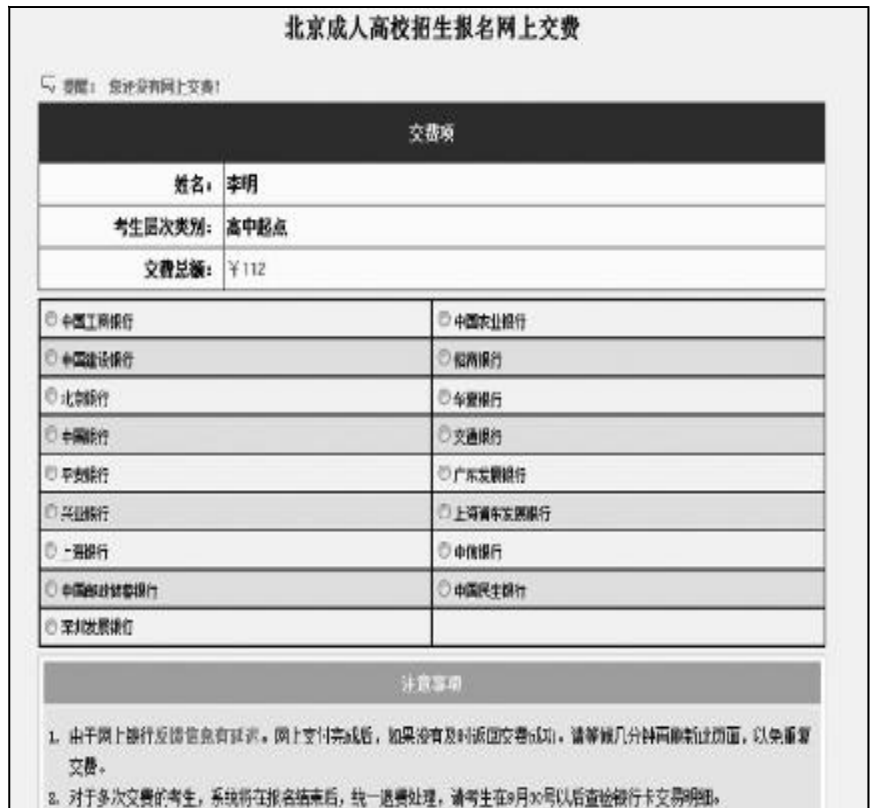 北京成人高校招生报名网上交费
提醒: 您还没有网上交费!
交费项
姓名: 李明
考生层次类别: 高中起点
交费总额: ￥112
中国工商银行 中国农业银行
中国建设银行 招商银行
北京银行 华夏银行
中国银行 交通银行
平安银行 广东发展银行
兴业银行 上海浦东发展银行
上海银行 中信银行
中国邮政储蓄银行 中国民生银行
深圳发展银行
注意事项
1. 由于网上银行反馈信息有延迟。网上支付完成后，如果没有及时返回交费成功。请等候几分钟再刷新此页面，以免重复
交费。
2. 对于多次交费的考生，系统将在报名结束后，统一退费处理，请考生在9月30号以后查验银行卡交易明细。